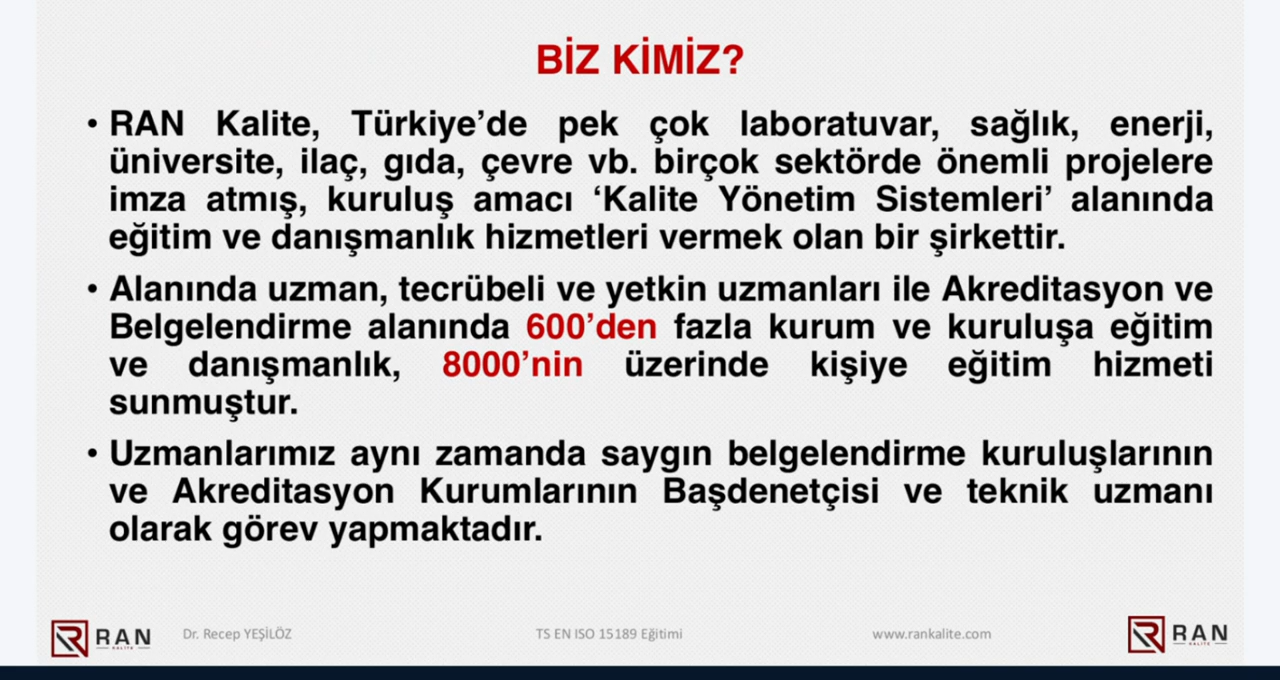 BİZ KİMİZ?
• RAN Kalite, Türkiye’de pek çok laboratuvar, sağlık, enerji,
üniversite, ilaç, gıda, çevre vb. birçok sektörde önemli projelere
imza atmış, kuruluş amacı ‘Kalite Yönetim Sistemleri’ alanında
eğitim ve danışmanlık hizmetleri vermek olan bir şirkettir.
• Alanında uzman, tecrübeli ve yetkin uzmanları ile Akreditasyon ve
Belgelendirme alanında 600’den fazla kurum ve kuruluşa eğitim
ve danışmanlık, 8000’nin üzerinde kişiye eğitim hizmeti
sunmuştur.
• Uzmanlarımız aynı zamanda saygın belgelendirme kuruluşlarının
ve Akreditasyon Kurumlarının Başdenetçisi ve teknik uzmanı
olarak görev yapmaktadır.
RAN
KALİTE
Dr. Recep YEŞİLÖZ
TS EN ISO 15189 Eğitimi
www.rankalite.com
RAN
KALİTE